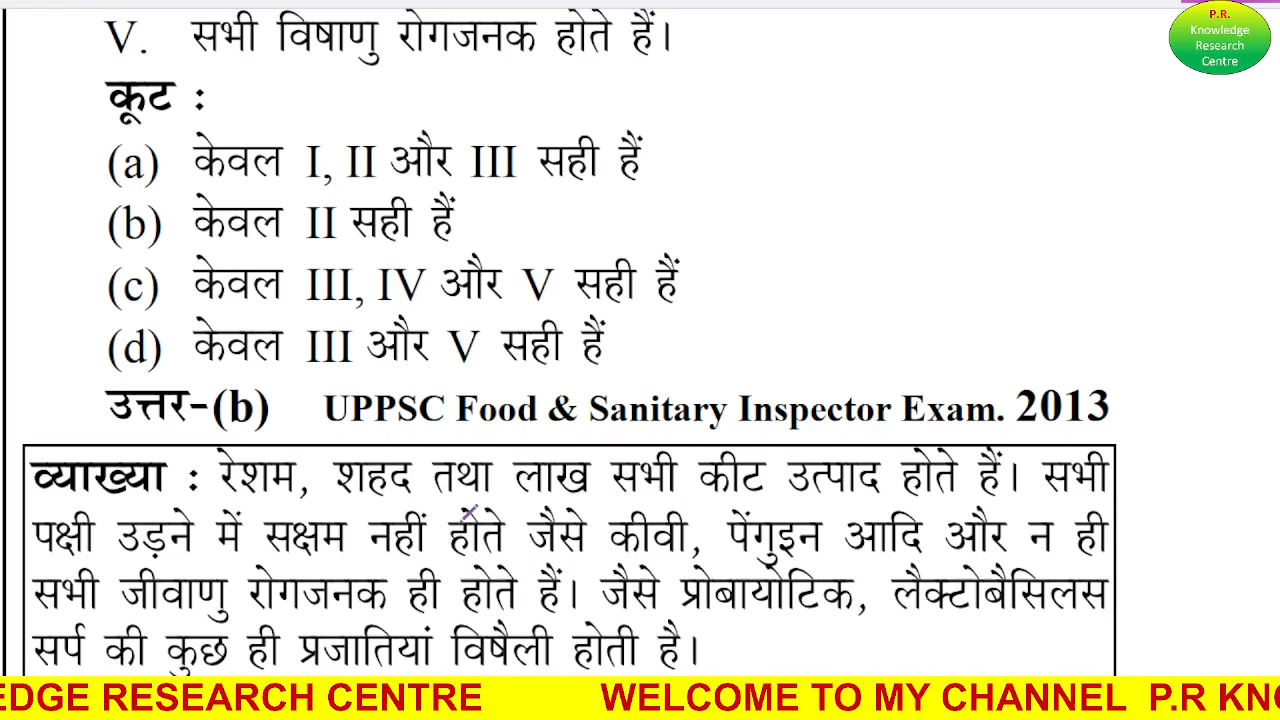 V. सभी विषाणु रोगजनक होते हैं।
P.R.
Knowledge
Research
Centre
कूट :
(a) केवल I, II और III सही हैं
(b) केवल II सही हैं
(c) केवल III, IV और V सही हैं
(d) केवल III और V सही हैं
उत्तर-(b) UPPSC Food & Sanitary Inspector Exam. 2013
व्याख्या : रेशम, शहद तथा लाख सभी कीट उत्पाद होते हैं। सभी
पक्षी उड़ने में सक्षम नहीं होते जैसे कीवी, पेंगुइन आदि और न ही
सभी जीवाणु रोगजनक ही होते हैं। जैसे प्रोबायोटिक, लैक्टोबैसिलस
सर्प की कुछ ही प्रजातियां विषैली होती है।
EDGE RESEARCH CENTRE WELCOME TO MY CHANNEL P.R KNO